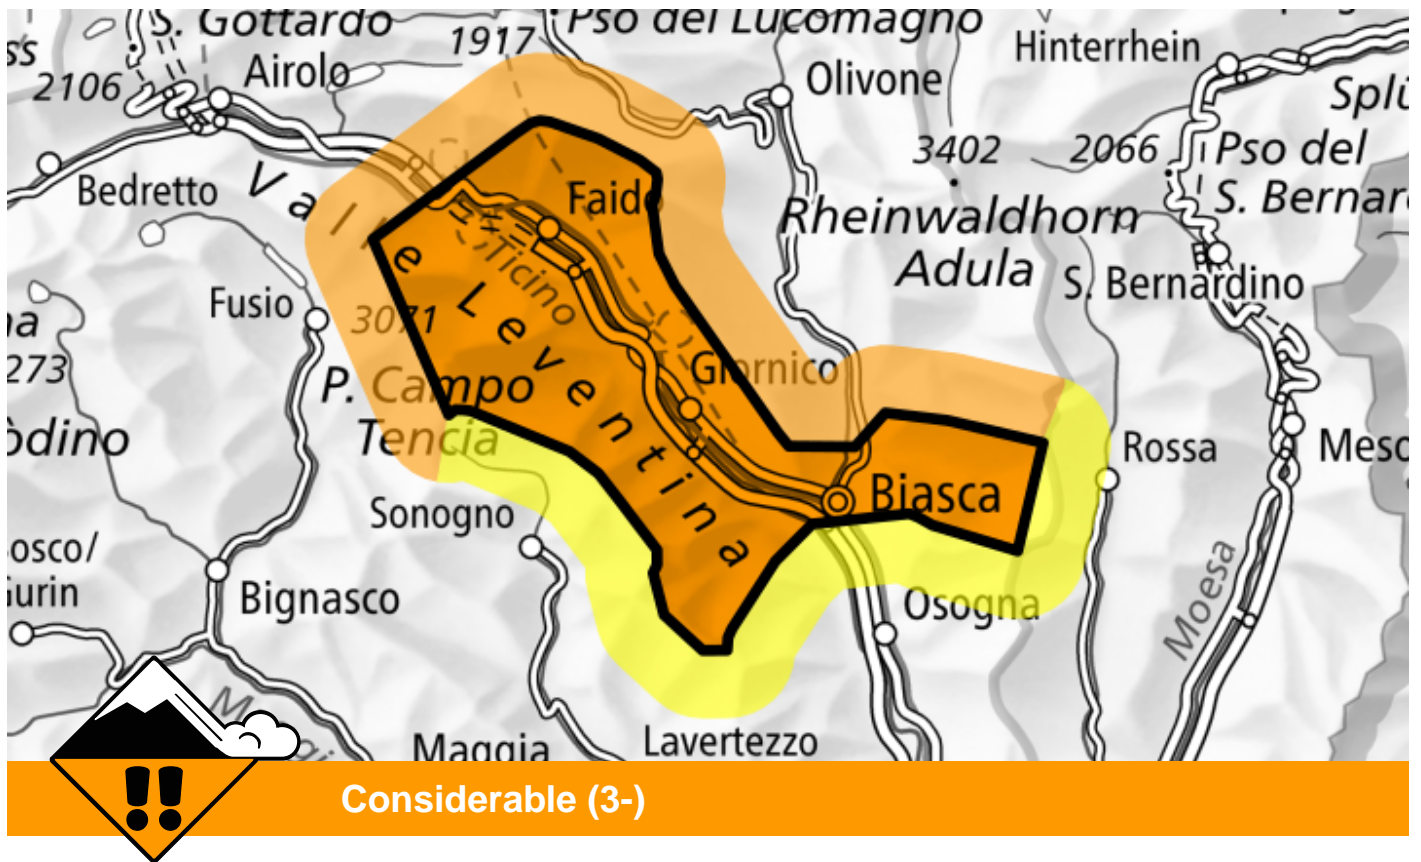 S. Gottardo
Pso del Lucomagno
1917
Hinterrhein
ss
Airolo
2106
Olivone
Splü
3402
2066
Pso del
S. Bernar
Bedretto
Faido
Rheinwaldhorn
Adula
Valle Leventina
Ticino
S. Bernardino
Fusio
na
273
3071
P. Campo
Tencia
Giornico
òdino
Rossa
Meso
Biasca
Sonogno
osco/
urin
Bignasco
Osogna
Moesa
Maggia
Lavertezzo
Considerable (3-)